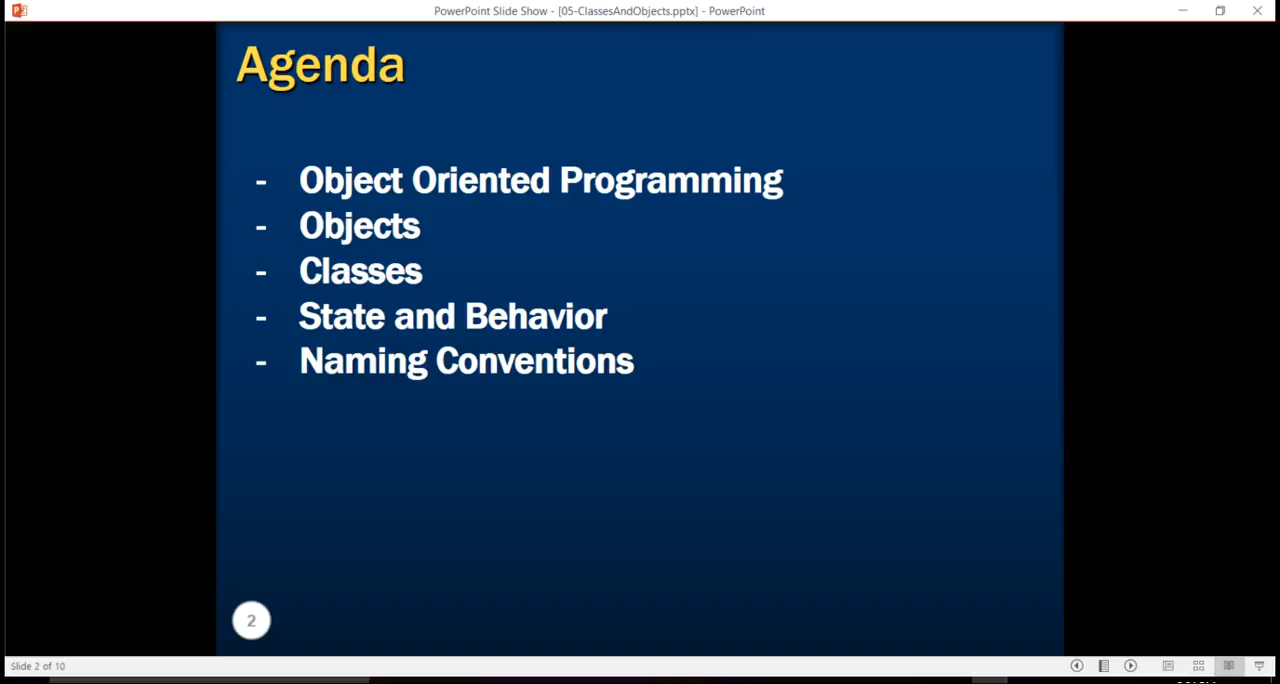 PowerPoint Slide Show - [05-ClassesAndObjects.pptx] - PowerPoint
Agenda
- Object Oriented Programming
- Objects
- Classes
- State and Behavior
- Naming Conventions
2
Slide 2 of 10